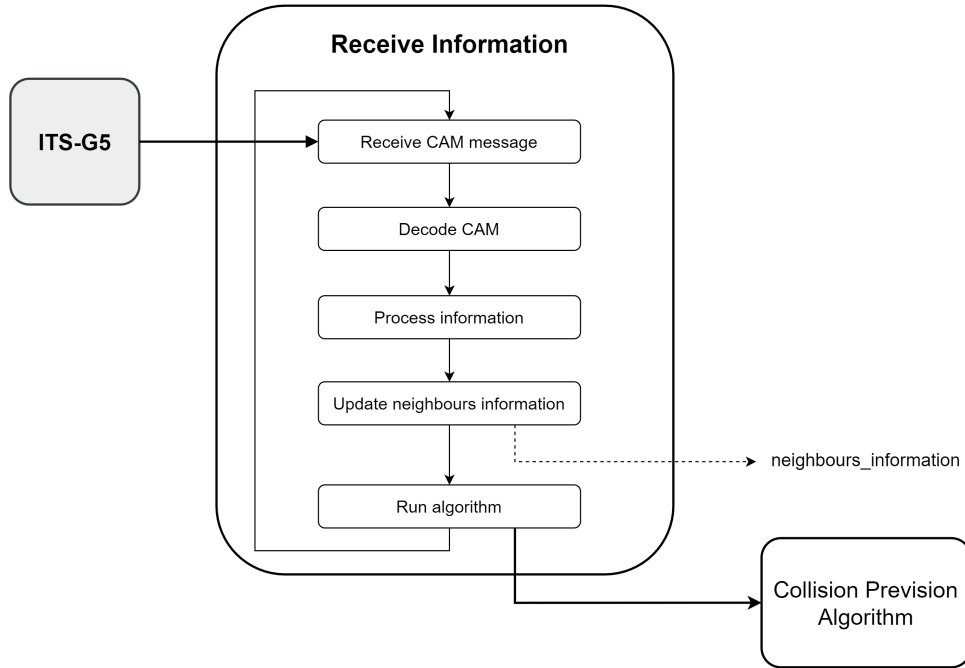 Receive Information
ITS-G5
Receive CAM message
Decode CAM
Process information
Update neighbours information
neighbours_information
Run algorithm
Collision Prevision
Algorithm